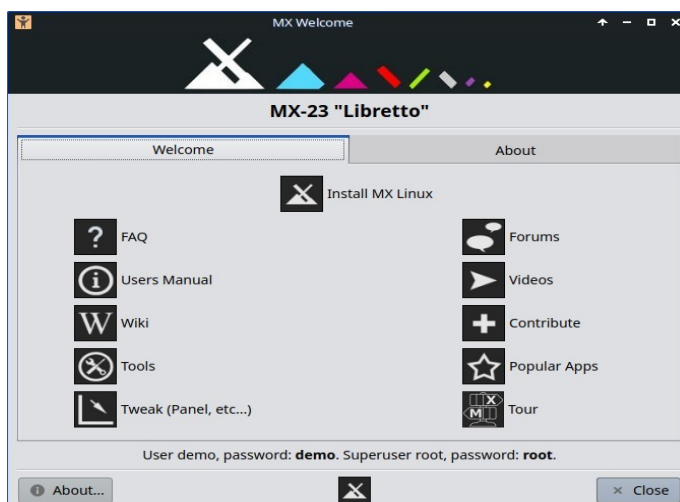 MX Welcome
MX-23 "Libretto"
Welcome
About
Install MX Linux
FAQ
Forums
Users Manual
Videos
Wiki
Contribute
Tools
Popular Apps
Tweak (Panel, etc...)
Tour
User demo, password: demo. Superuser root, password: root.
About...
Close